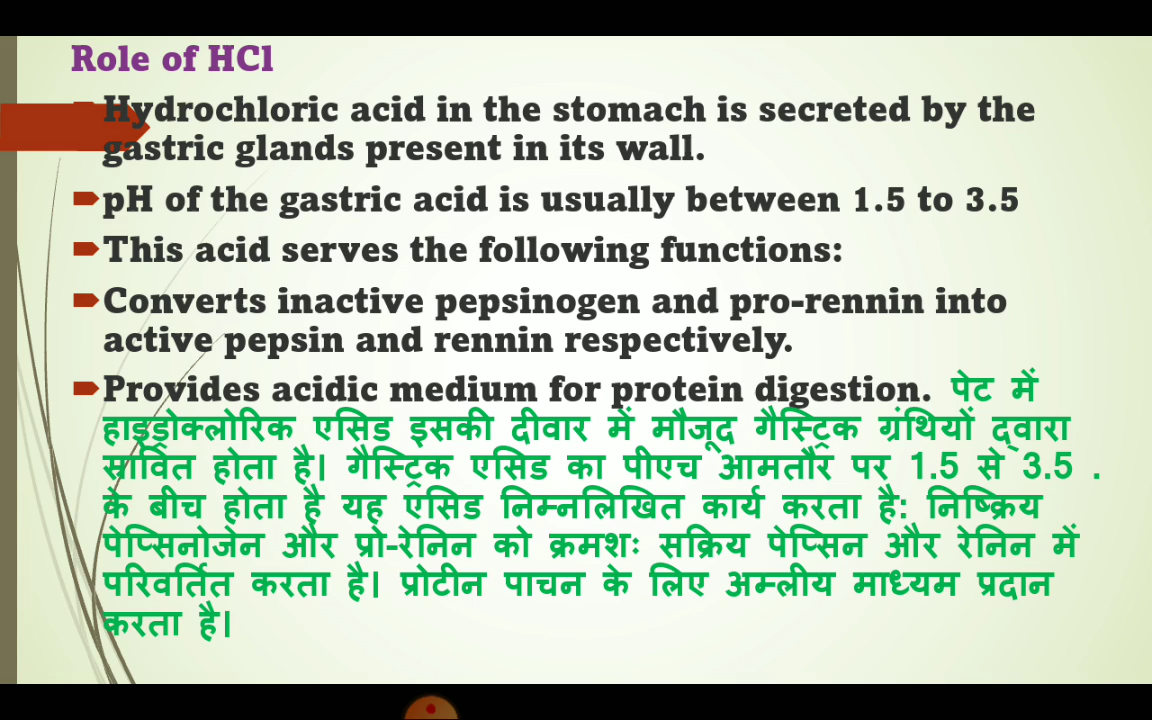 Role of HCl
Hydrochloric acid in the stomach is secreted by the
gastric glands present in its wall.
pH of the gastric acid is usually between 1.5 to 3.5
This acid serves the following functions:
Converts inactive pepsinogen and pro-rennin into
active pepsin and rennin respectively.
Provides acidic medium for protein digestion. पेट में
हाइड्रोक्लोरिक एसिड इसकी दीवार में मौजूद गैस्ट्रिक ग्रंथियों द्वारा
स्रावित होता है। गैस्ट्रिक एसिड का पीएच आमतौर पर 1.5 से 3.5 .
के बीच होता है यह एसिड निम्नलिखित कार्य करता है: निष्क्रिय
पेप्सिनोजेन और प्रो-रेनिन को क्रमशः सक्रिय पेप्सिन और रेनिन में
परिवर्तित करता है। प्रोटीन पाचन के लिए अम्लीय माध्यम प्रदान
करता है।